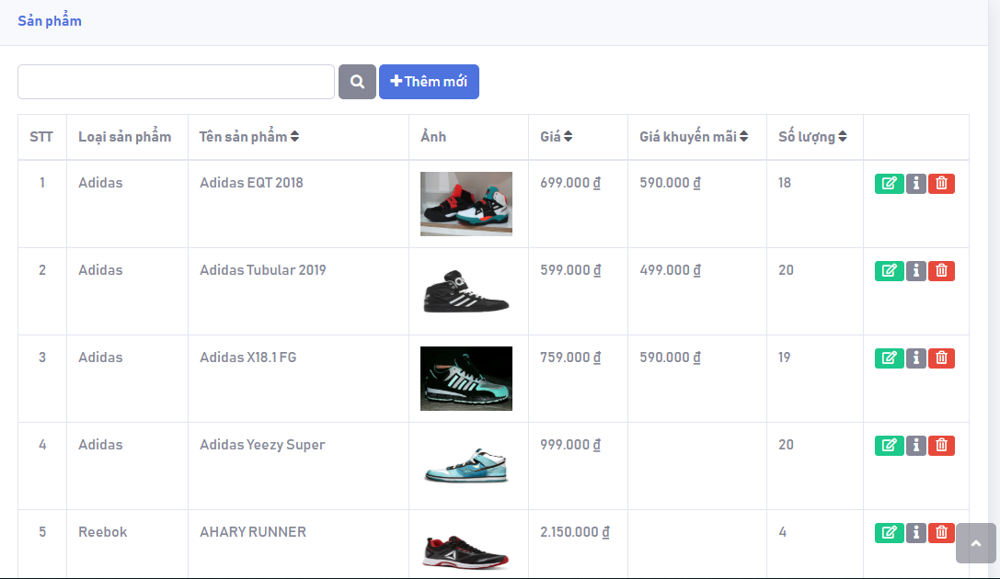 Sản phẩm
Thêm mới
STT Loại sản phẩm Tên sản phẩm Ảnh Giá Giá khuyến mãi Số lượng
1 Adidas Adidas EQT 2018 699.000 ₫ 590.000 ₫ 18
2 Adidas Adidas Tubular 2019 599.000 ₫ 499.000 ₫ 20
3 Adidas Adidas X18.1 FG 759.000 ₫ 590.000 ₫ 19
4 Adidas Adidas Yeezy Super 999.000 ₫ 20
5 Reebok AHARY RUNNER 2.150.000 ₫ 4